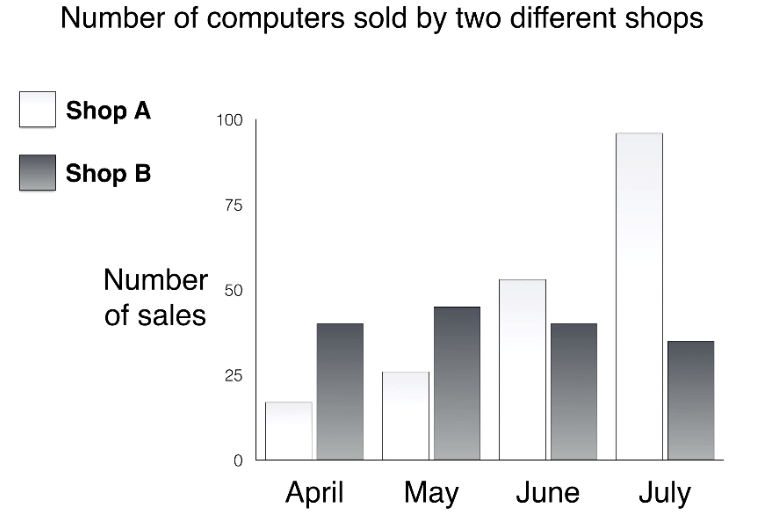 Number of computers sold by two different shops
Shop A
Shop B
Number
of sales
100
75
50
25
0
April May June July